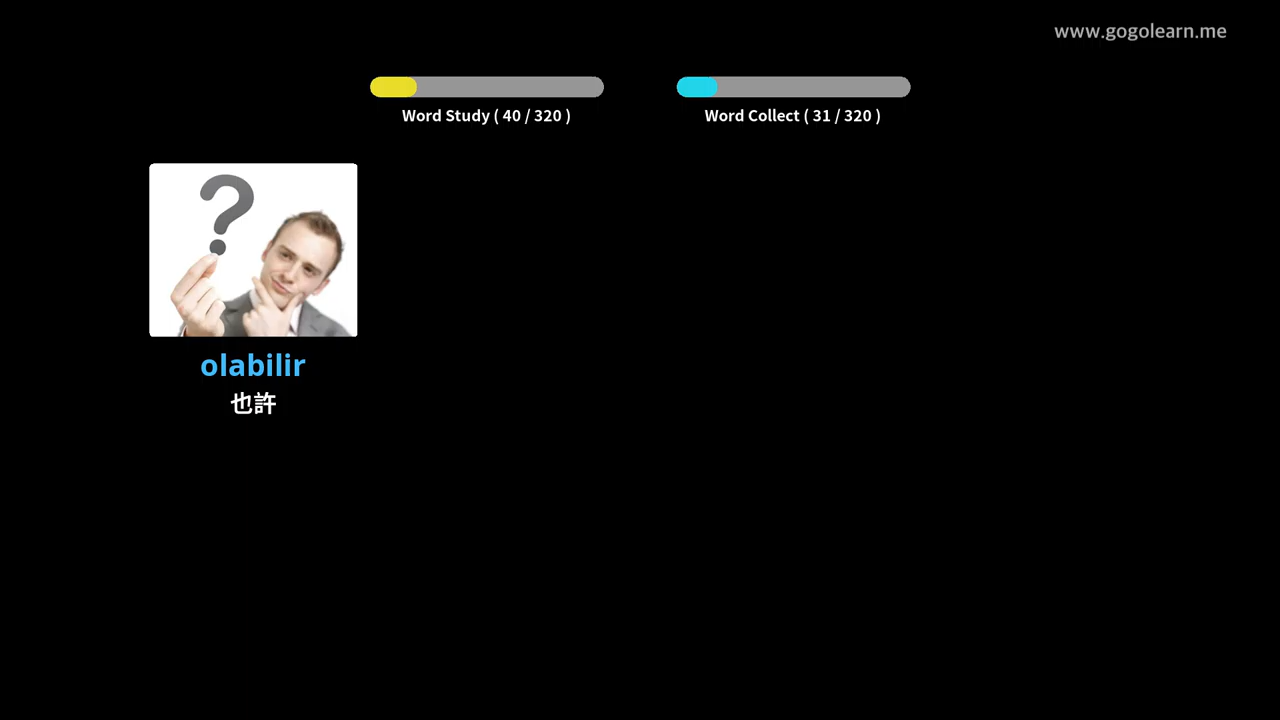 www.gogolearn.me
Word Study ( 40 / 320 )
Word Collect ( 31 / 320 )
?
olabilir
也許